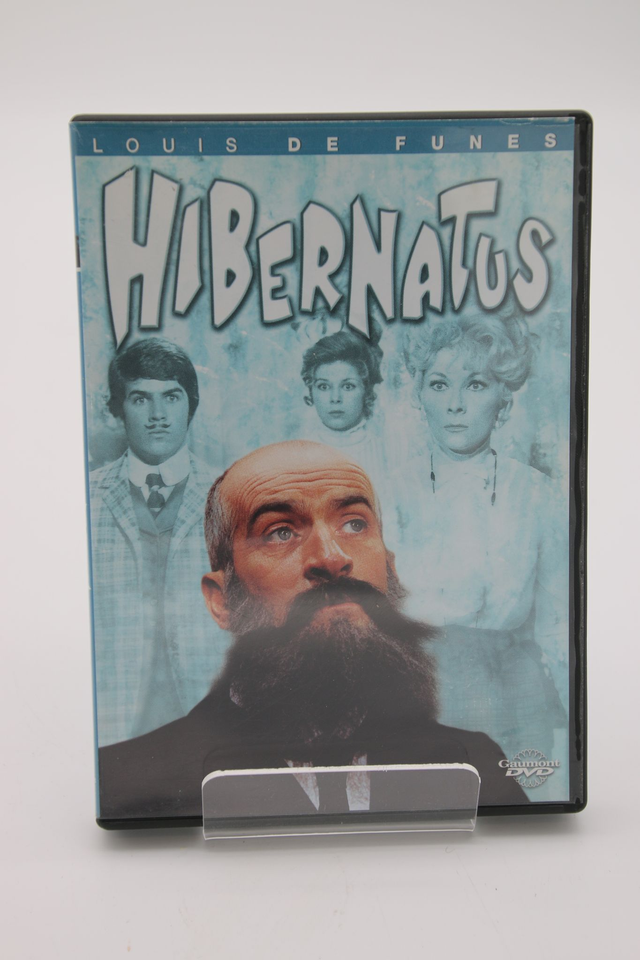 LOUIS DE FUNES
HIBERNATUS
Gaumont
DVD